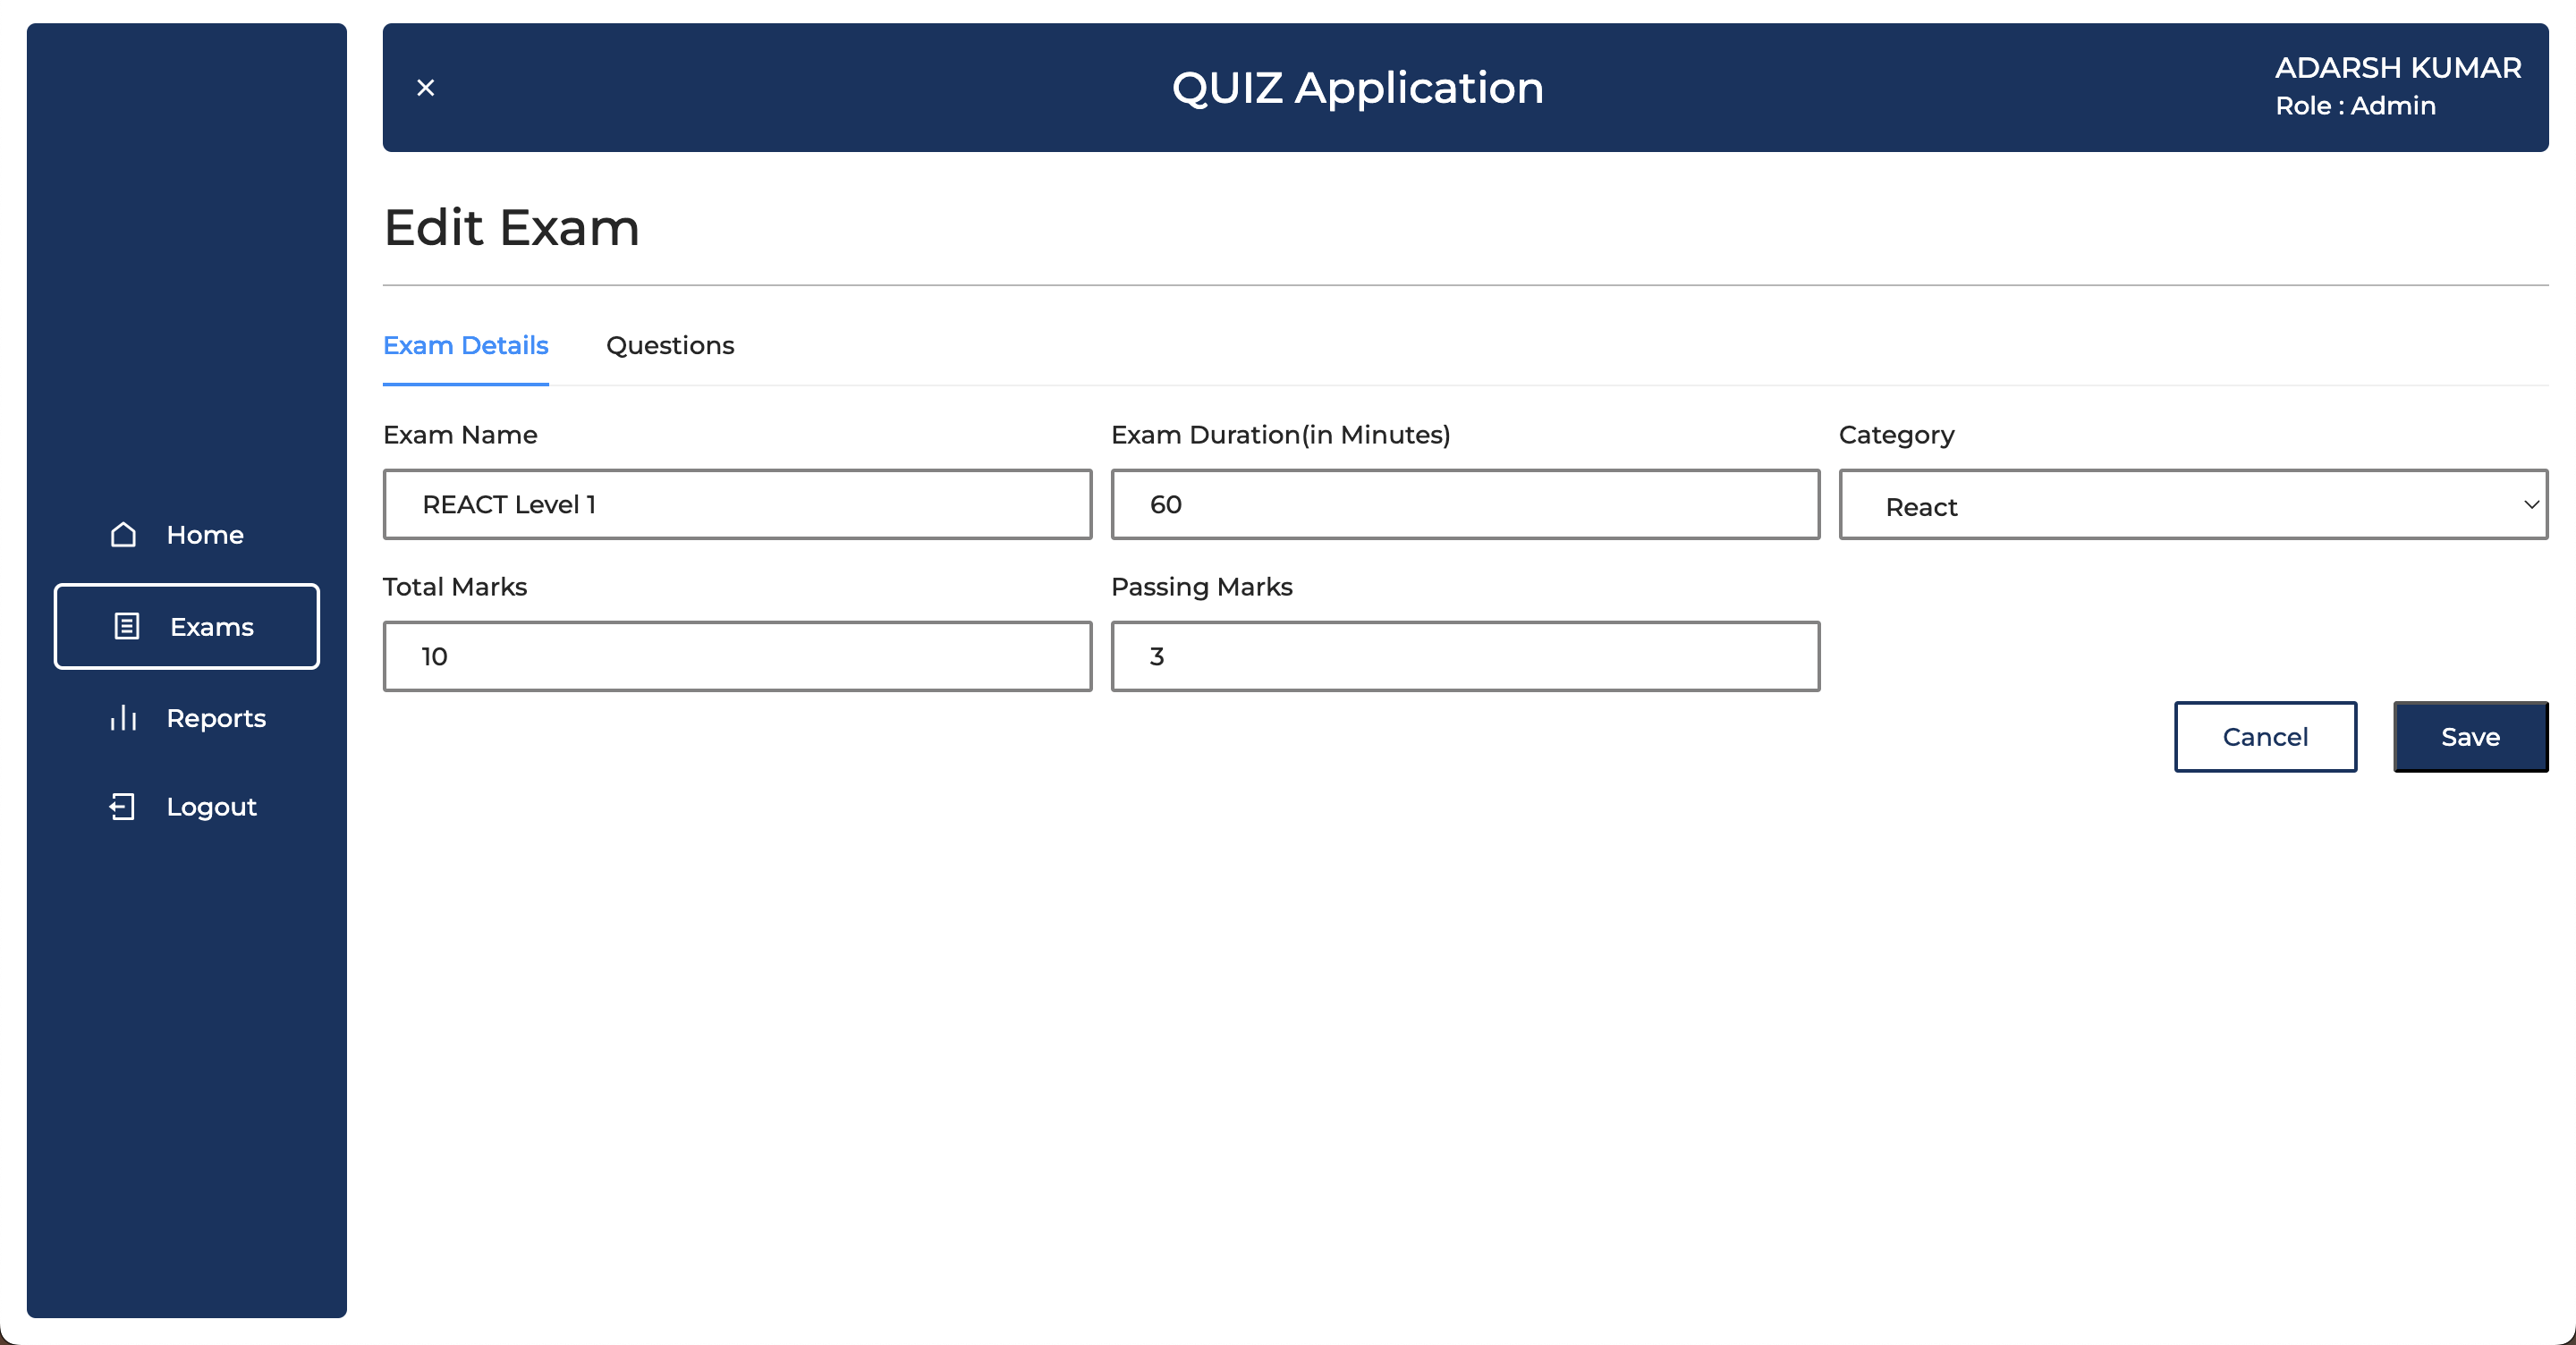 QUIZ Application
ADARSH KUMAR
Role : Admin
Home
Exams
Reports
Logout
Edit Exam
Exam Details Questions
Exam Name Exam Duration(in Minutes) Category
REACT Level 1 60 React
Total Marks Passing Marks
10 3
Cancel Save